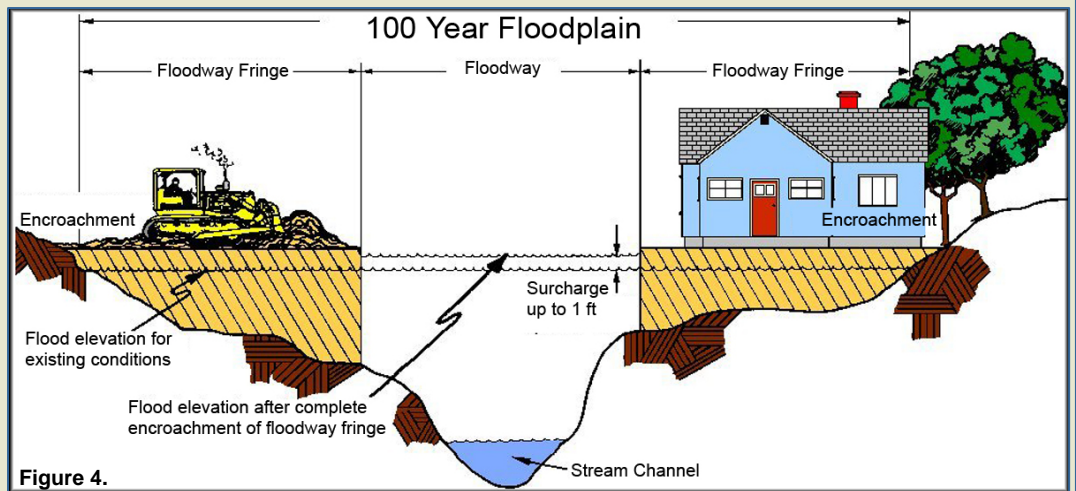 100 Year Floodplain
Floodway Fringe
Floodway
Floodway Fringe
Encroachment
Encroachment
Surcharge
up to 1 ft
Flood elevation for
existing conditions
Flood elevation after complete
encroachment of floodway fringe
Stream Channel
Figure 4.